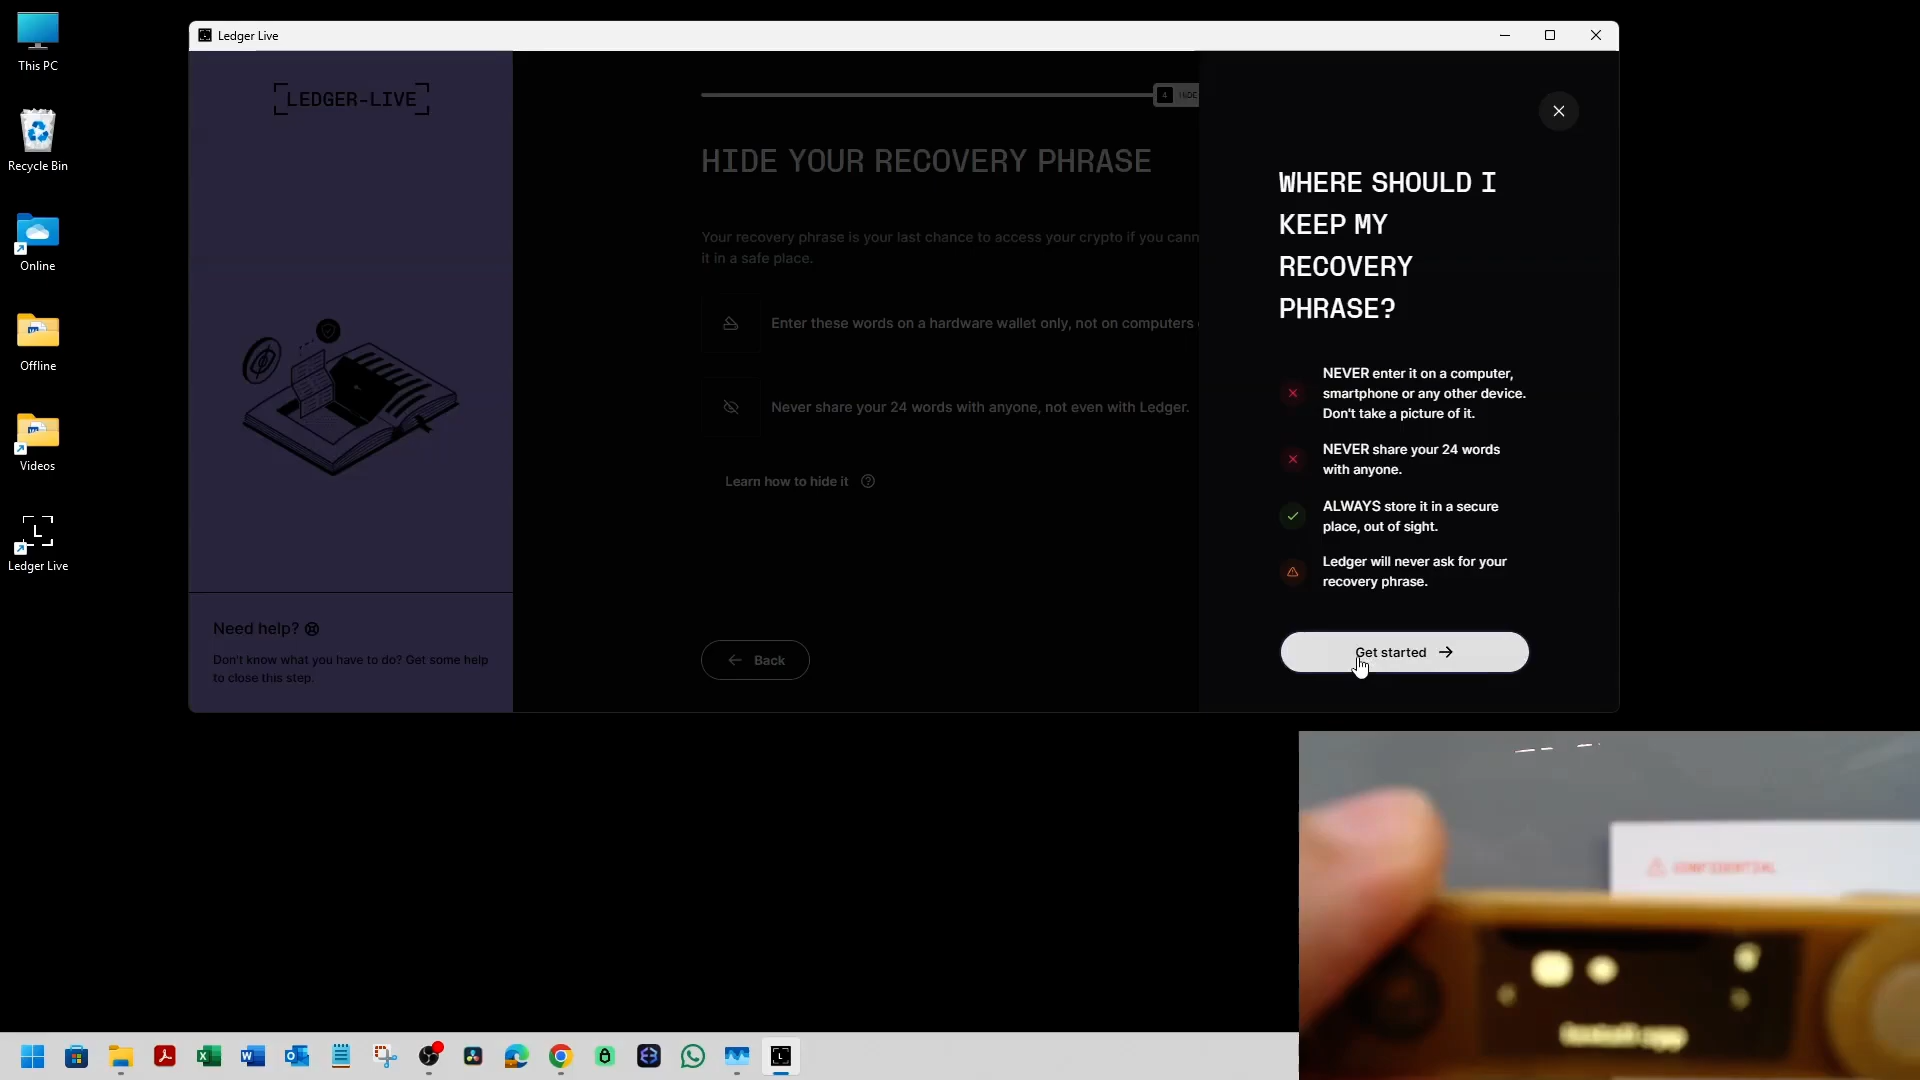 This PC
Recycle Bin
Online
Offline
Videos
Ledger Live
Ledger Live
LEDGER-LIVE
Need help?
Don't know what you have to do? Get some help
to close this step.
4
HIDE YOUR RECOVERY PHRASE
Your recovery phrase is your last chance to access your crypto if you cann
it in a safe place.
Enter these words on a hardware wallet only, not on computers
Never share your 24 words with anyone, not even with Ledger.
Learn how to hide it
Back
WHERE SHOULD I
KEEP MY
RECOVERY
PHRASE?
NEVER enter it on a computer,
smartphone or any other device.
Don't take a picture of it.
NEVER share your 24 words
with anyone.
ALWAYS store it in a secure
place, out of sight.
Ledger will never ask for your
recovery phrase.
Get started
CONFIDENTIAL